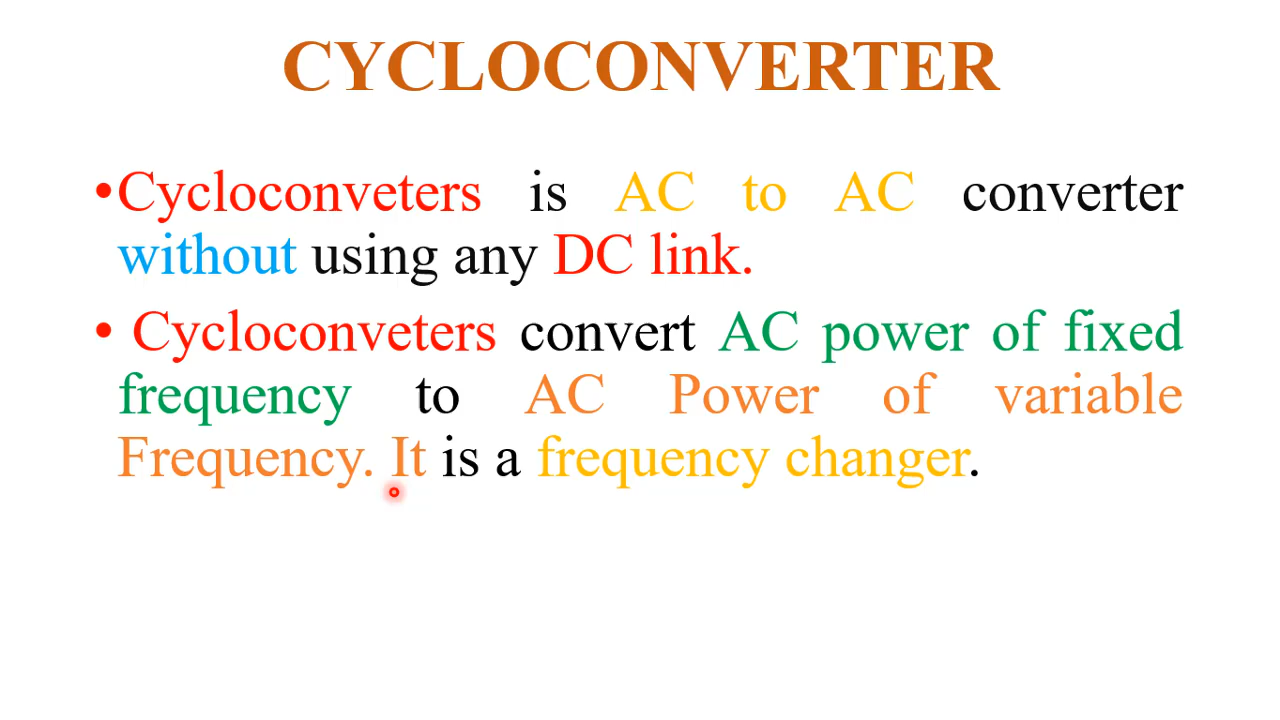 CYCLOCONVERTER
•Cycloconveters is AC to AC converter
without using any DC link.
• Cycloconveters convert AC power of fixed
frequency to AC Power of variable
Frequency. It is a frequency changer.